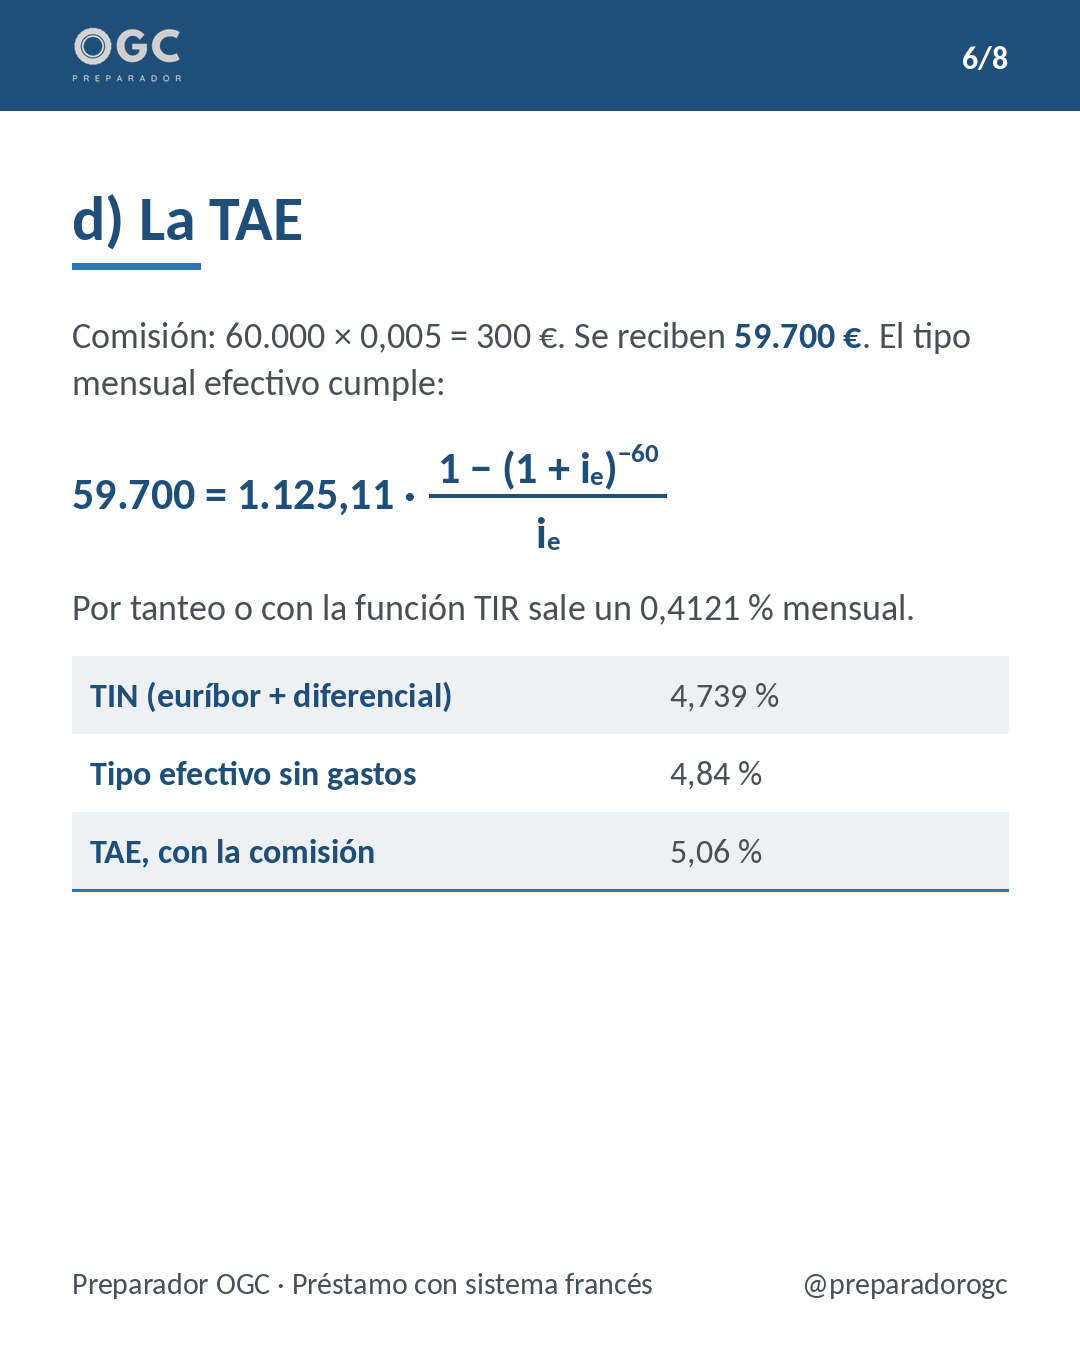 OGC
PREPARADOR
6/8
d) La TAE
Comisión: 60.000 × 0,005 = 300 €. Se reciben 59.700 €. El tipo
mensual efectivo cumple:
59.700 = 1.125,11 · (1 − (1 + iₑ)⁻⁶⁰) / iₑ
Por tanteo o con la función TIR sale un 0,4121 % mensual.
TIN (euríbor + diferencial) 4,739 %
Tipo efectivo sin gastos 4,84 %
TAE, con la comisión 5,06 %
Preparador OGC · Préstamo con sistema francés @preparadorogc